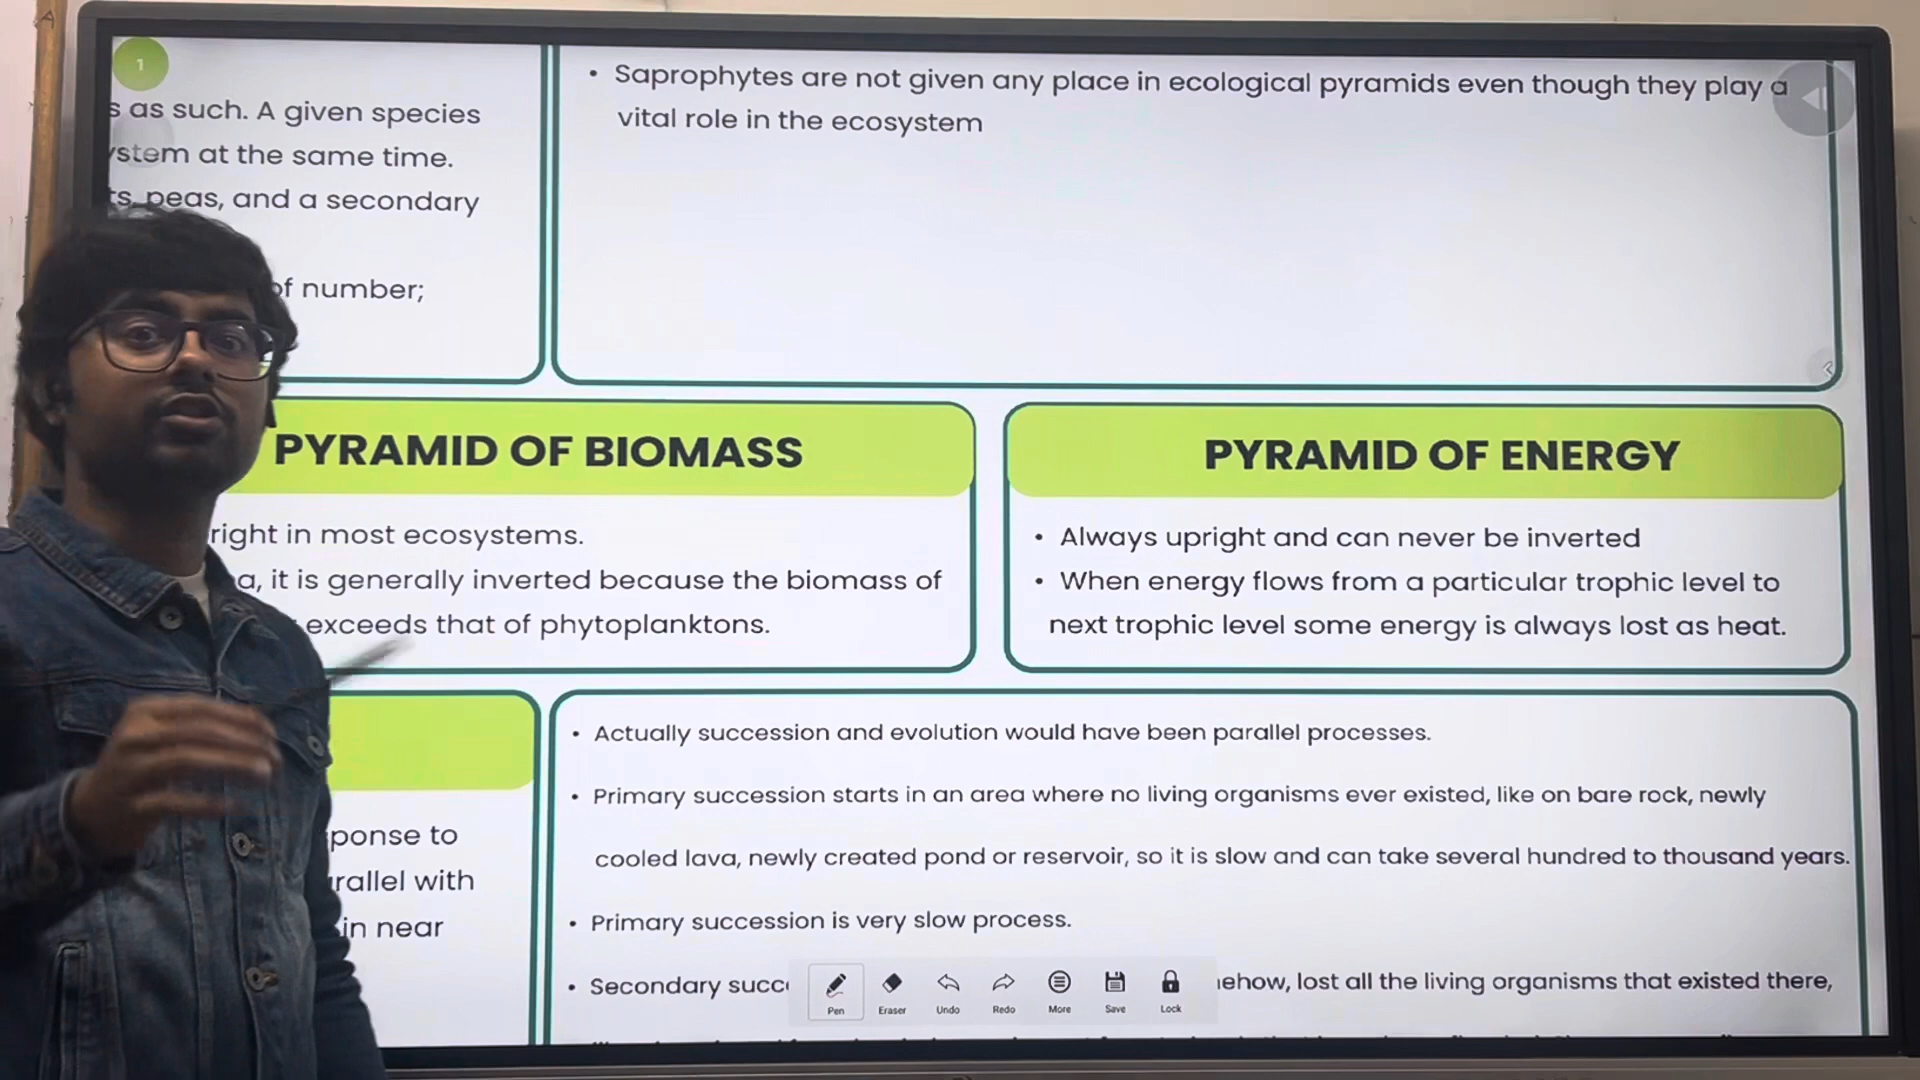 1
s as such. A given species
ystem at the same time.
ts, peas, and a secondary
of number;
• Saprophytes are not given any place in ecological pyramids even though they play a
vital role in the ecosystem
PYRAMID OF BIOMASS
right in most ecosystems.
a, it is generally inverted because the biomass of
exceeds that of phytoplanktons.
PYRAMID OF ENERGY
• Always upright and can never be inverted
• When energy flows from a particular trophic level to
next trophic level some energy is always lost as heat.
ponse to
rallel with
in near
• Actually succession and evolution would have been parallel processes.
• Primary succession starts in an area where no living organisms ever existed, like on bare rock, newly
cooled lava, newly created pond or reservoir, so it is slow and can take several hundred to thousand years.
• Primary succession is very slow process.
• Secondary succ ehow, lost all the living organisms that existed there,
Pen Eraser Undo Redo More Save Lock